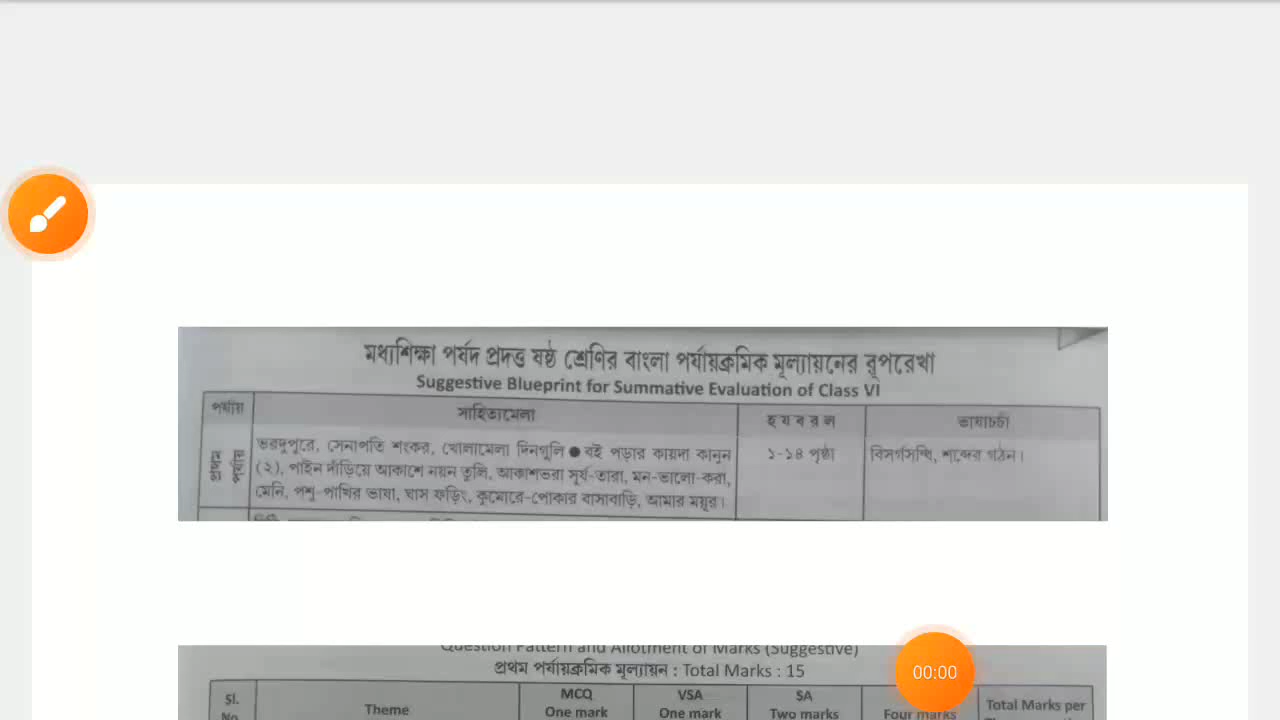 মধ্যশিক্ষা পর্ষদ প্রদত্ত ষষ্ঠ শ্রেণির বাংলা পর্যায়ক্রমিক মূল্যায়নের রূপরেখা
Suggestive Blueprint for Summative Evaluation of Class VI
পর্যায় সাহিত্যমেলা হ য ব র ল ভাষাচর্চা
প্রথম পর্যায়
ভরদুপুরে, সেনাপতি শংকর, খোলামেলা দিনগুলি ● বই পড়ার কায়দা কানুন ১-১৪ পৃষ্ঠা বিসর্গসন্ধি, শব্দের গঠন।
(২), পাইন দাঁড়িয়ে আকাশে নয়ন তুলি, আকাশভরা সূর্য-তারা, মন-ভালো-করা,
মেনি, পশু-পাখির ভাষা, ঘাস ফড়িং, কুমোরে-পোকার বাসাবাড়ি, আমার ময়ূর।
Question Pattern and Allotment of Marks (Suggestive)
প্রথম পর্যায়ক্রমিক মূল্যায়ন : Total Marks : 15
Sl. No. Theme MCQ One mark VSA One mark SA Two marks Four marks Total Marks per
00:00